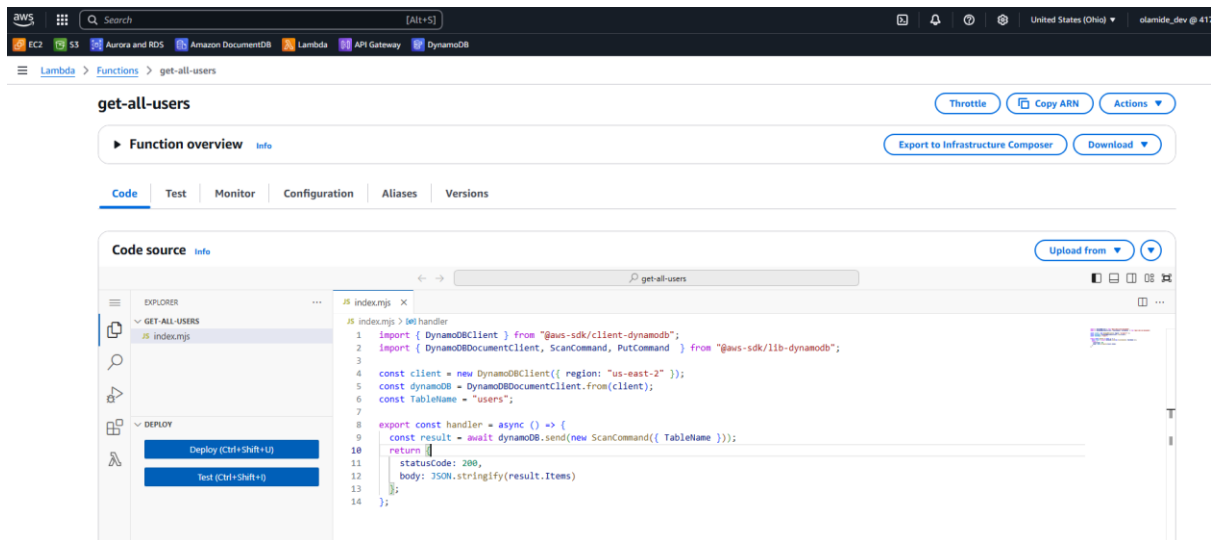 aws Search [Alt+S] United States (Ohio) ▼ olamide_dev @ 417
EC2 S3 Aurora and RDS Amazon DocumentDB Lambda API Gateway DynamoDB
Lambda > Functions > get-all-users
get-all-users Throttle Copy ARN Actions ▼
▶ Function overview Info Export to Infrastructure Composer Download ▼
Code Test Monitor Configuration Aliases Versions
Code source Info Upload from ▼
get-all-users
EXPLORER ··· JS index.mjs × ···
GET-ALL-USERS JS index.mjs > handler
JS index.mjs
1 import { DynamoDBClient } from "@aws-sdk/client-dynamodb";
2 import { DynamoDBDocumentClient, ScanCommand, PutCommand } from "@aws-sdk/lib-dynamodb";
3
4 const client = new DynamoDBClient({ region: "us-east-2" });
5 const dynamoDB = DynamoDBDocumentClient.from(client);
6 const TableName = "users";
7
8 export const handler = async () => {
9 const result = await dynamoDB.send(new ScanCommand({ TableName }));
10 return {
11 statusCode: 200,
12 body: JSON.stringify(result.Items)
13 };
14 };
DEPLOY
Deploy (Ctrl+Shift+U)
Test (Ctrl+Shift+I)